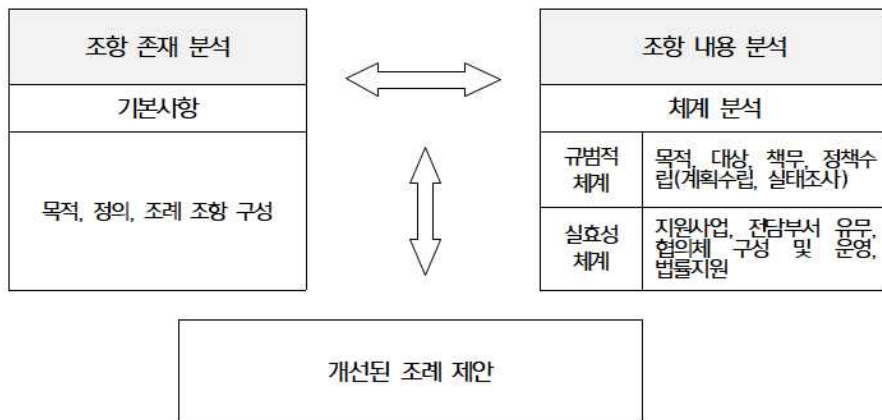 조항 존재 분석
기본사항
목적, 정의, 조례 조항 구성
조항 내용 분석
체계 분석
규범적
체계
목적, 대상, 책무, 정책수
립(계획수립, 실태조사)
실효성
체계
지원사업, 전담부서 유무,
협의체 구성 및 운영,
법률지원
개선된 조례 제안